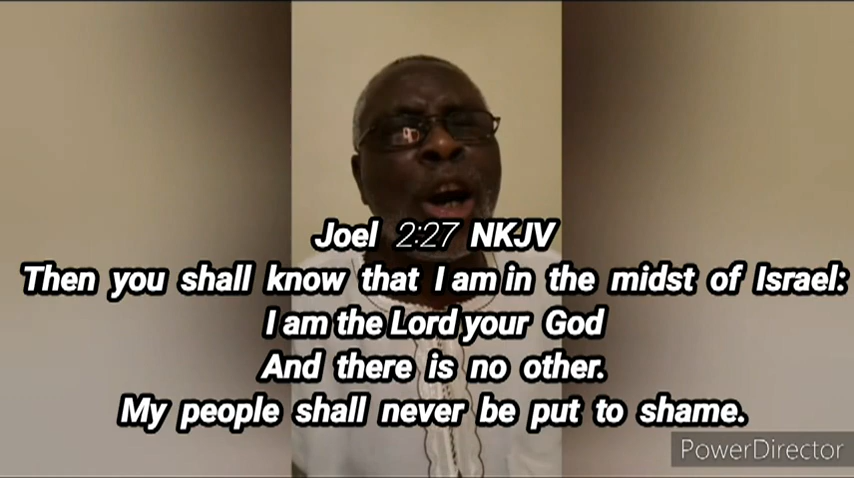 Joel 2:27 NKJV
Then you shall know that I am in the midst of Israel:
I am the Lord your God
And there is no other.
My people shall never be put to shame.
PowerDirector